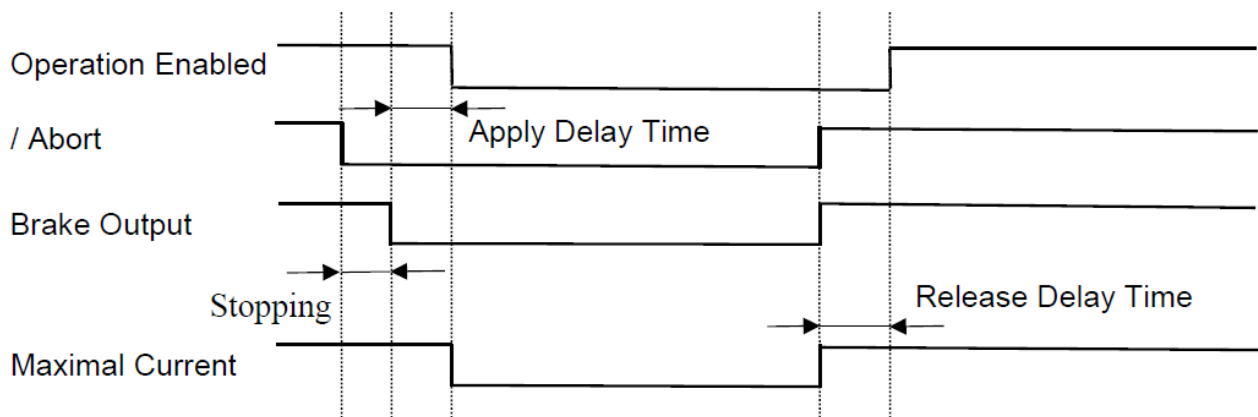 Operation Enabled
Apply Delay Time
/ Abort
Brake Output
Stopping
Release Delay Time
Maximal Current